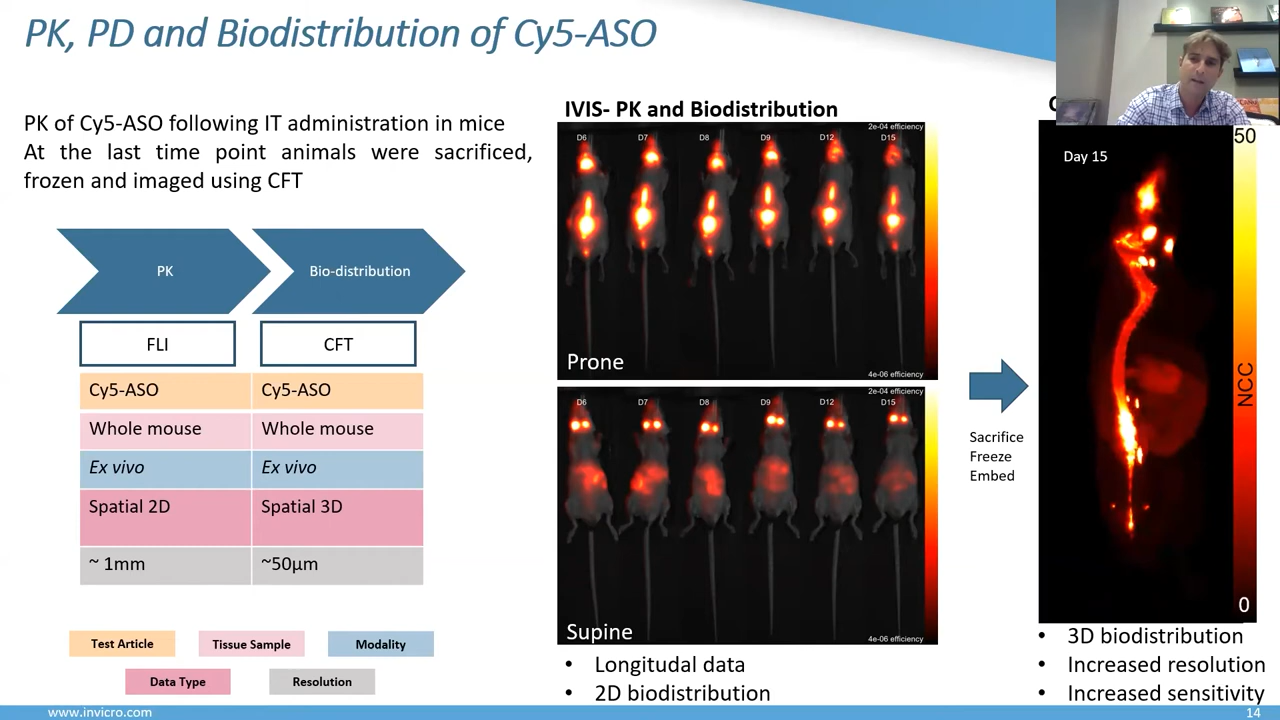 PK, PD and Biodistribution of Cy5-ASO
PK of Cy5-ASO following IT administration in mice
At the last time point animals were sacrificed,
frozen and imaged using CFT
PK
Bio-distribution
FLI
CFT
Cy5-ASO
Cy5-ASO
Whole mouse
Whole mouse
Ex vivo
Ex vivo
Spatial 2D
Spatial 3D
~ 1mm
~50µm
Test Article
Tissue Sample
Modality
Data Type
Resolution
IVIS- PK and Biodistribution
2e-04 efficiency
D6
D7
D8
D9
D12
D15
Prone
4e-06 efficiency
2e-04 efficiency
D6
D7
D8
D9
D12
D15
Supine
4e-06 efficiency
• Longitudal data
• 2D biodistribution
Sacrifice
Freeze
Embed
Day 15
50
NCC
0
• 3D biodistribution
• Increased resolution
• Increased sensitivity
www.invicro.com
14